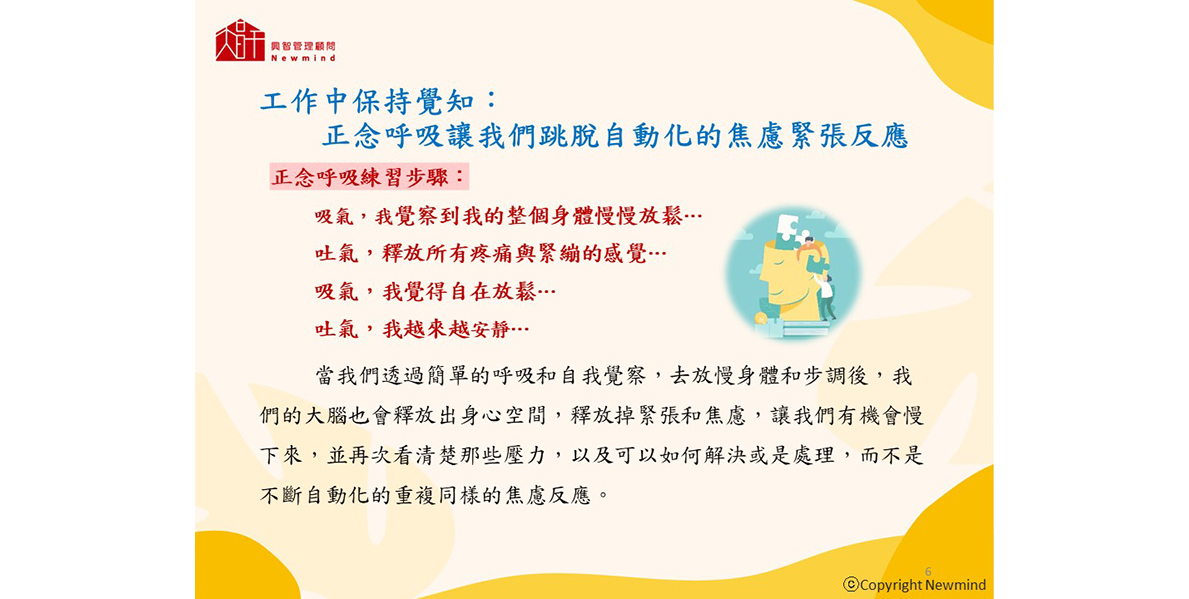 興智管理顧問
Newmind
工作中保持覺知：
正念呼吸讓我們跳脫自動化的焦慮緊張反應
正念呼吸練習步驟：
吸氣，我覺察到我的整個身體慢慢放鬆…
吐氣，釋放所有疼痛與緊繃的感覺…
吸氣，我覺得自在放鬆…
吐氣，我越來越安靜…
當我們透過簡單的呼吸和自我覺察，去放慢身體和步調後，我
們的大腦也會釋放出身心空間，釋放掉緊張和焦慮，讓我們有機會慢
下來，並再次看清楚那些壓力，以及可以如何解決或是處理，而不是
不斷自動化的重複同樣的焦慮反應。
6
©Copyright Newmind